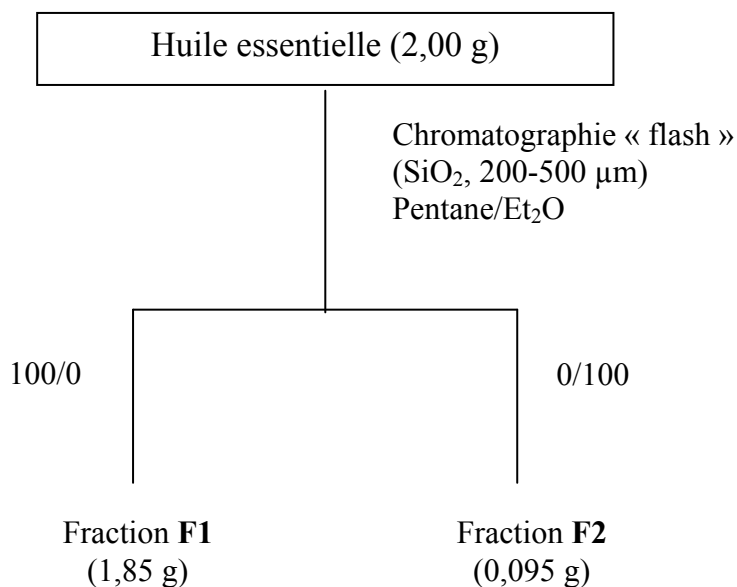 Huile essentielle (2,00 g)
Chromatographie « flash »
(SiO₂, 200-500 µm)
Pentane/Et₂O
100/0
0/100
Fraction F1
(1,85 g)
Fraction F2
(0,095 g)